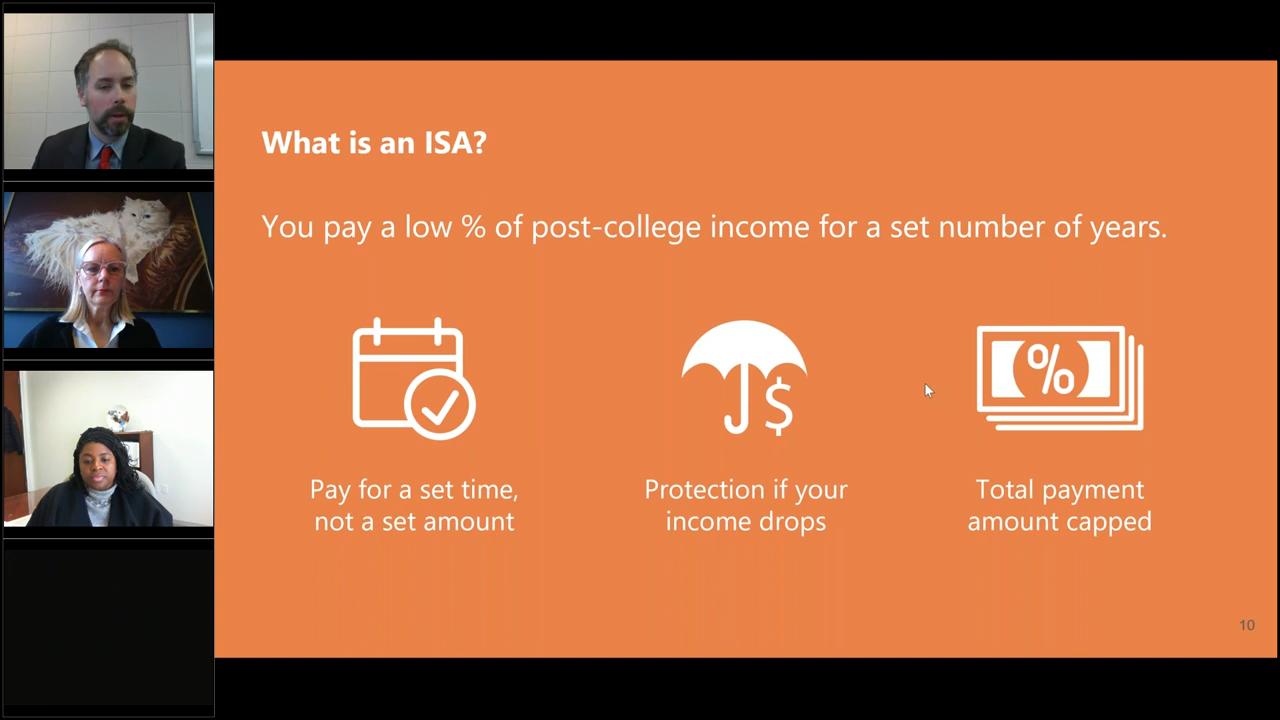 What is an ISA?
You pay a low % of post-college income for a set number of years.
$
%
Pay for a set time,
not a set amount
Protection if your
income drops
Total payment
amount capped
10